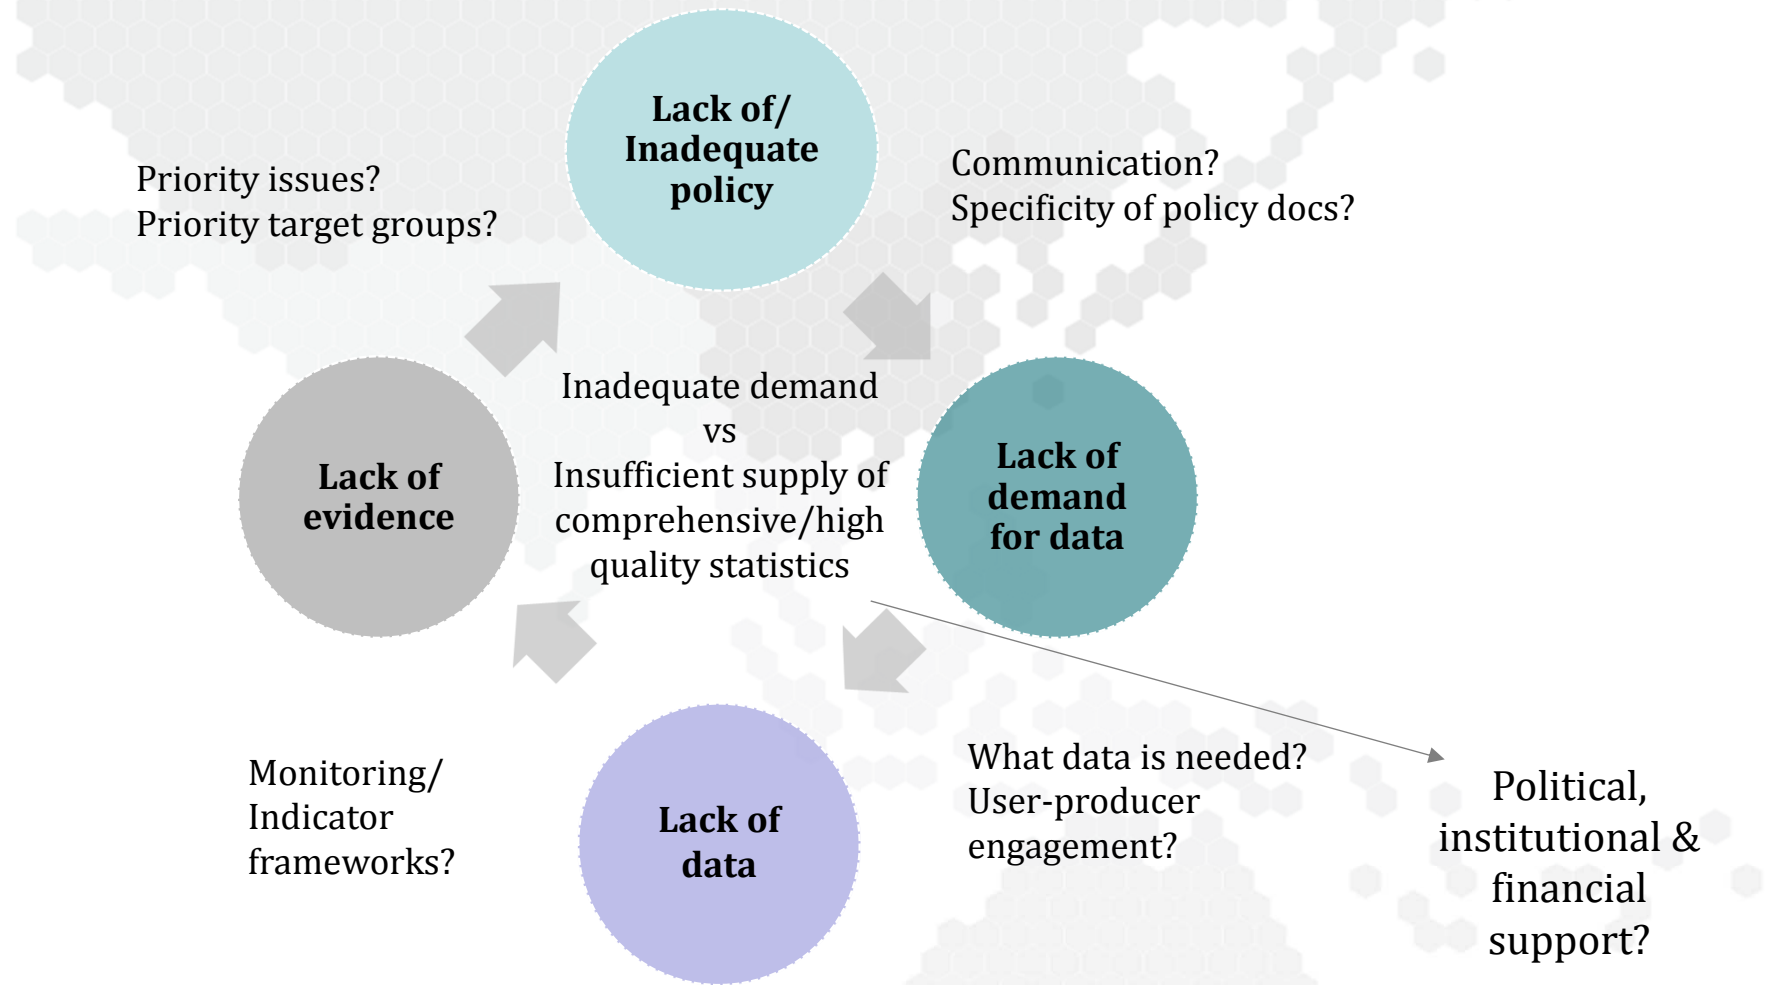 Lack of/
Inadequate
policy
Priority issues?
Priority target groups?
Communication?
Specificity of policy docs?
Inadequate demand
vs
Insufficient supply of
comprehensive/high
quality statistics
Lack of
evidence
Lack of
demand
for data
Monitoring/
Indicator
frameworks?
Lack of
data
What data is needed?
User-producer
engagement?
Political,
institutional &
financial
support?